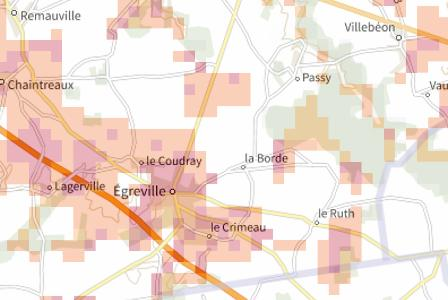 Remauville
Villebéon
Passy
Chaintreaux
Vau
le Coudray
la Borde
Lagerville
Égreville
le Ruth
le Crimeau